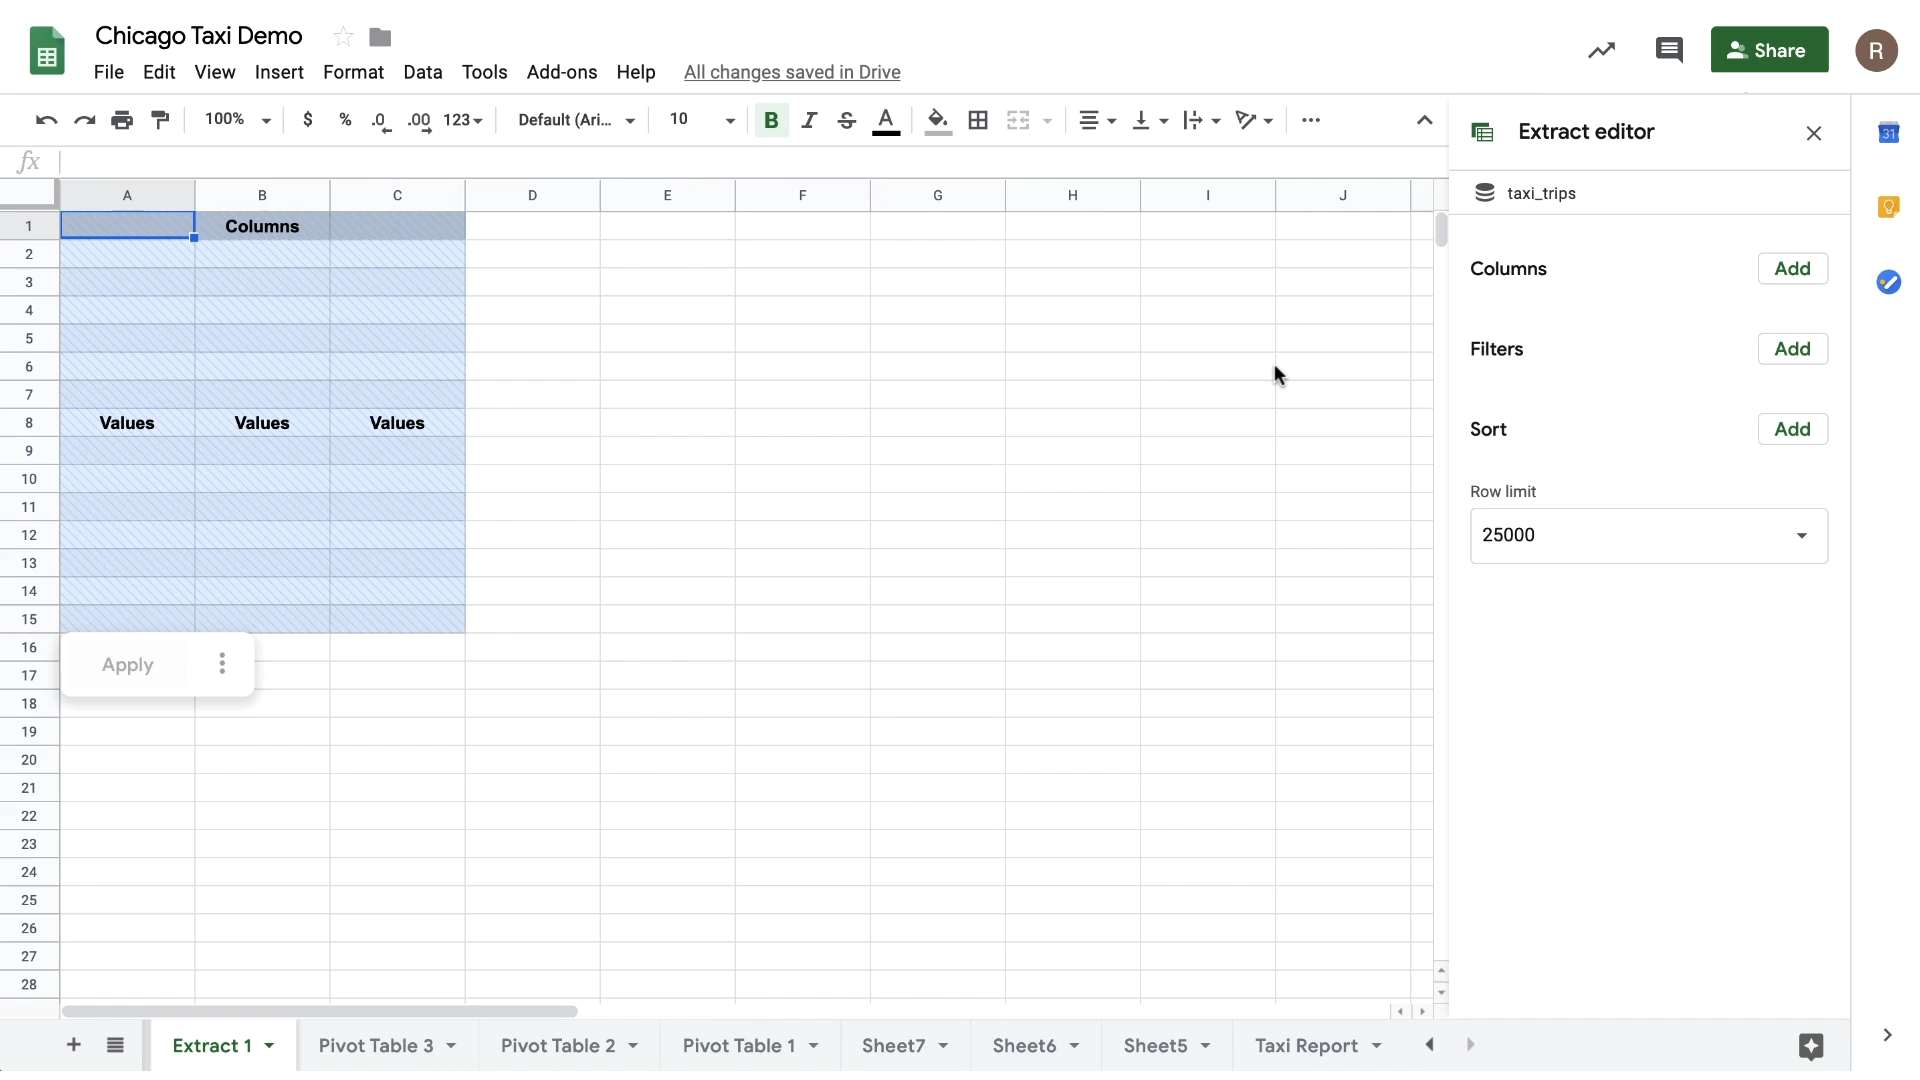 Chicago Taxi Demo
File Edit View Insert Format Data Tools Add-ons Help All changes saved in Drive
Share
R
100% $ % .0 .00 123 Default (Ari... 10 B I S A
fx
Extract editor
31
taxi_trips
A B C D E F G H I J
1 Columns
2
3
4
5
6
7
8 Values Values Values
9
10
11
12
13
14
15
16
17
18
19
20
21
22
23
24
25
26
27
28
Apply
Columns Add
Filters Add
Sort Add
Row limit
25000
Extract 1 Pivot Table 3 Pivot Table 2 Pivot Table 1 Sheet7 Sheet6 Sheet5 Taxi Report